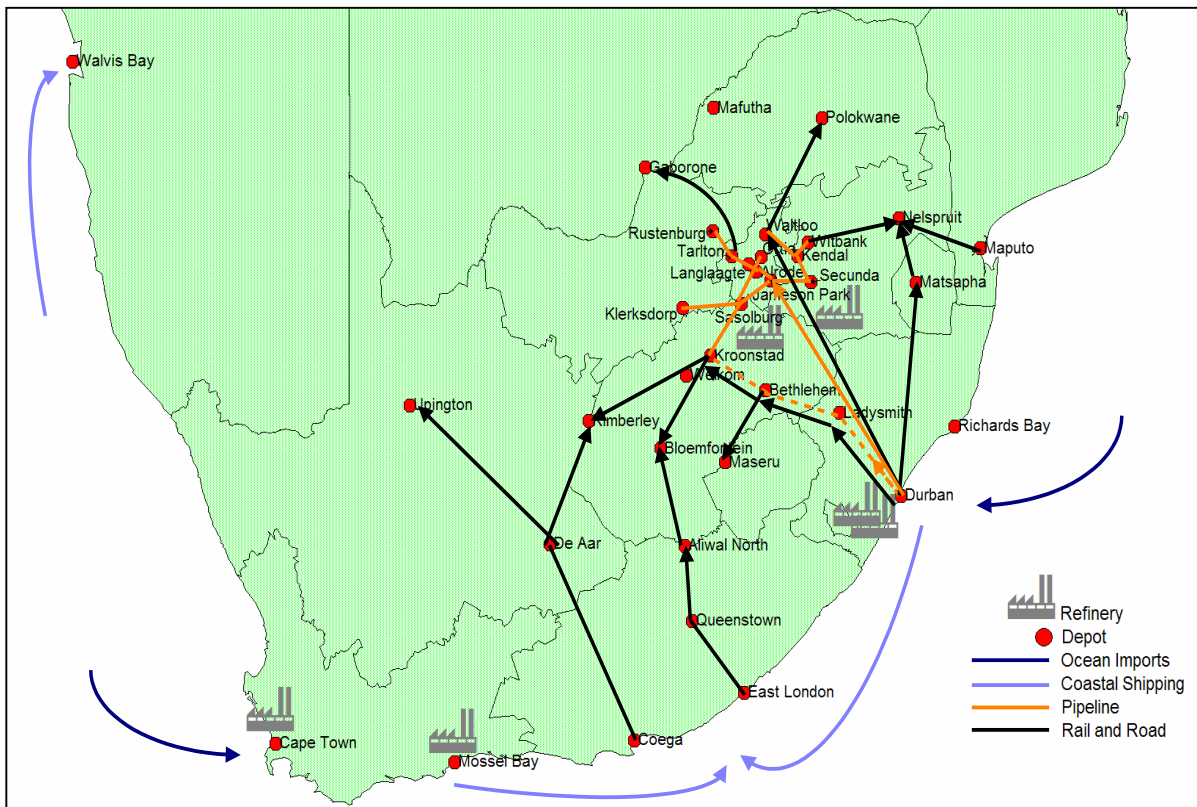 Walvis Bay
Mafutha
Polokwane
Gaborone
Nelspruit
Rustenburg
Waltloo
Witbank
Maputo
Tarlton
Kendal
Langlaagte
Alrode
Secunda
Matsapha
Jameson Park
Klerksdorp
Sasolburg
Kroonstad
Welkom
Bethlehem
Upington
Ladysmith
Kimberley
Richards Bay
Bloemfontein
Maseru
Durban
De Aar
Aliwal North
Refinery
Queenstown
Depot
Ocean Imports
East London
Coastal Shipping
Pipeline
Cape Town
Coega
Rail and Road
Mossel Bay